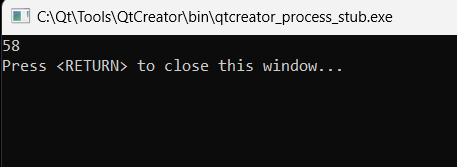 C:\Qt\Tools\QtCreator\bin\qtcreator_process_stub.exe
58
Press <RETURN> to close this window...